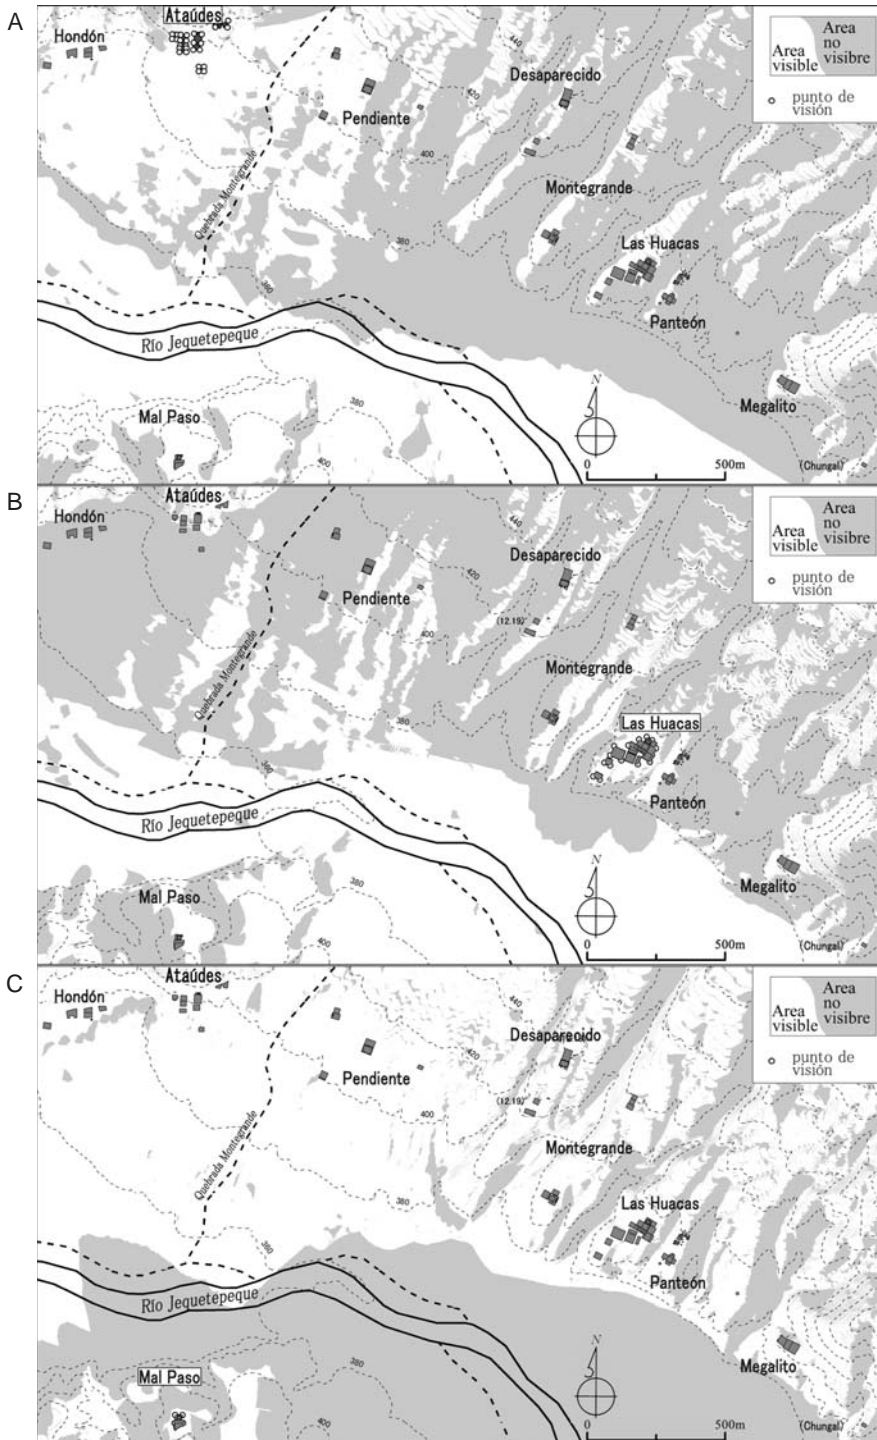 A
Hondón
Ataúdes
Pendiente
Desaparecido
Montegrande
Las Huacas
Panteón
Megalito
(Chungal)
Mal Paso
Río Jequetepeque
Quebrada Montegrande
440
420
400
380
360
380
400
N
0
500m
Area
visible
Area
no
visibre
punto de
visión
B
Hondón
Ataúdes
Pendiente
Desaparecido
(12.19)
Montegrande
Las Huacas
Panteón
Megalito
(Chungal)
Mal Paso
Río Jequetepeque
Quebrada Montegrande
440
420
400
380
360
380
400
N
0
500m
Area
visible
Area
no
visibre
punto de
visión
C
Hondón
Ataúdes
Pendiente
Desaparecido
(12.19)
Montegrande
Las Huacas
Panteón
Megalito
(Chungal)
Mal Paso
Río Jequetepeque
Quebrada Montegrande
440
420
400
380
360
380
400
N
0
500m
Area
visible
Area
no
visibre
punto de
visión